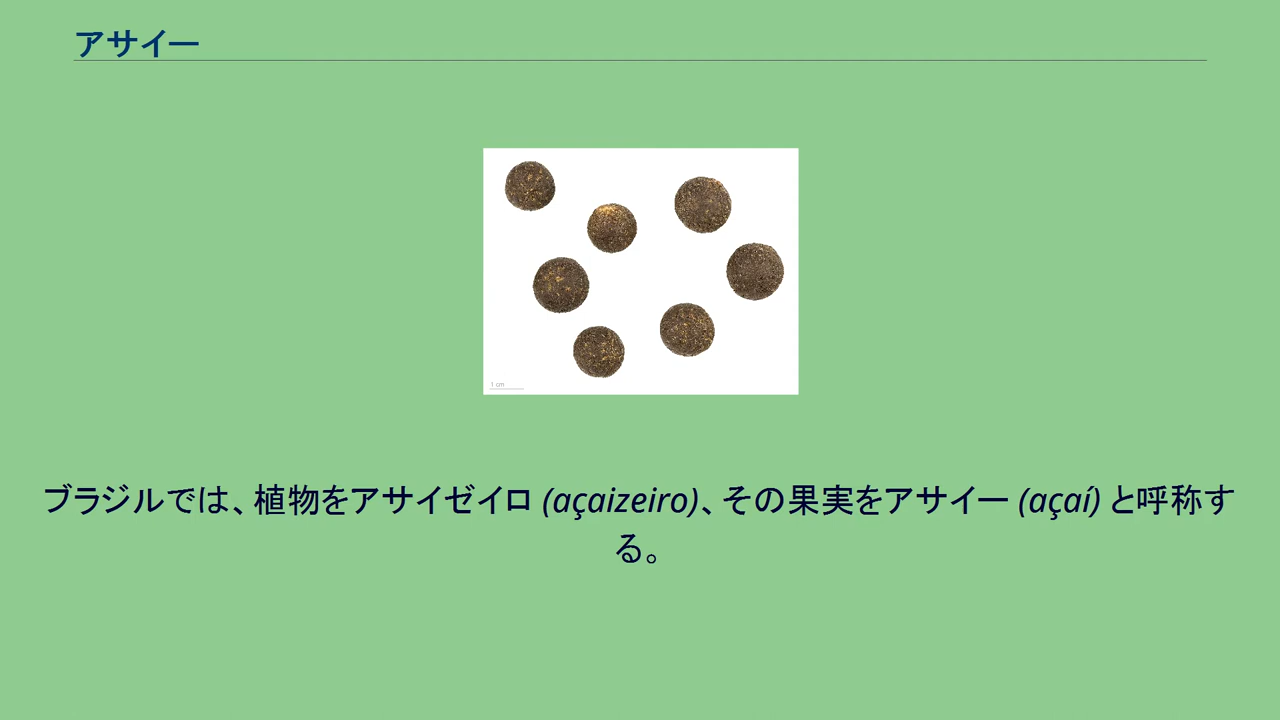 アサイー
1 cm
ブラジルでは、植物をアサイゼイロ (açaizeiro)、その果実をアサイー (açaí) と呼称す
る。